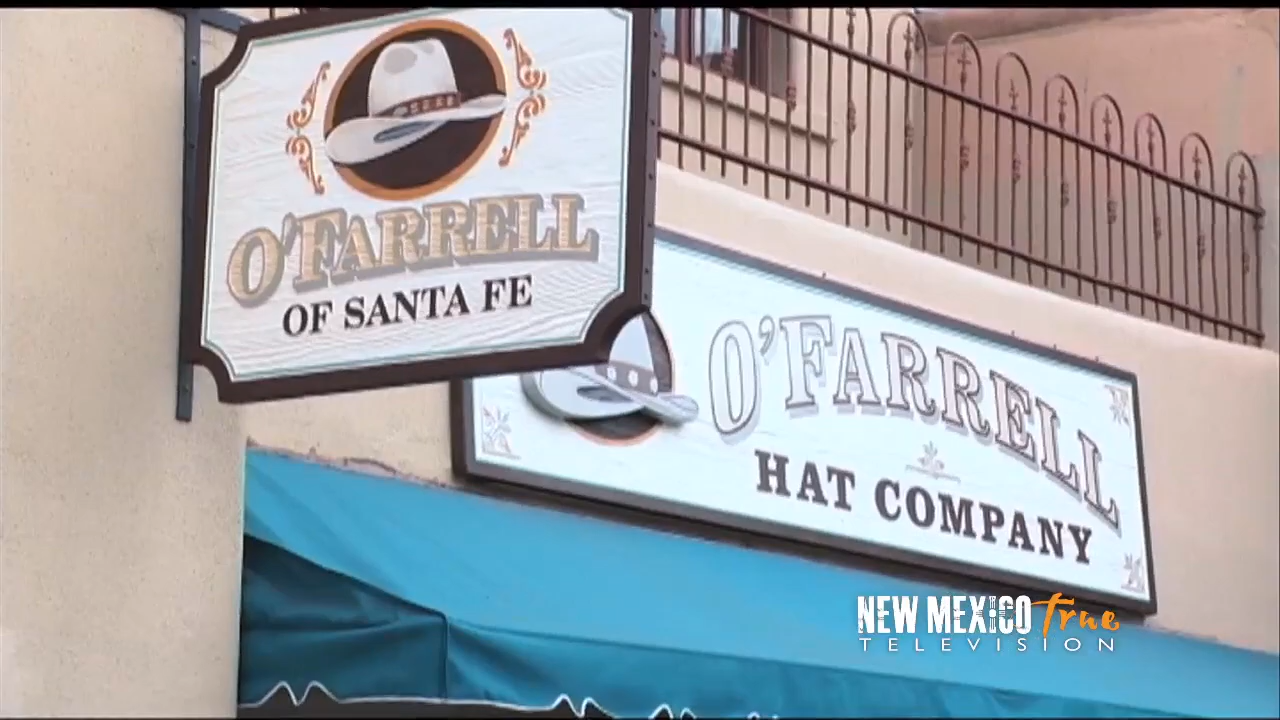 O'FARRELL
OF SANTA FE
O'FARRELL
HAT COMPANY
NEW MEXICO True
TELEVISION